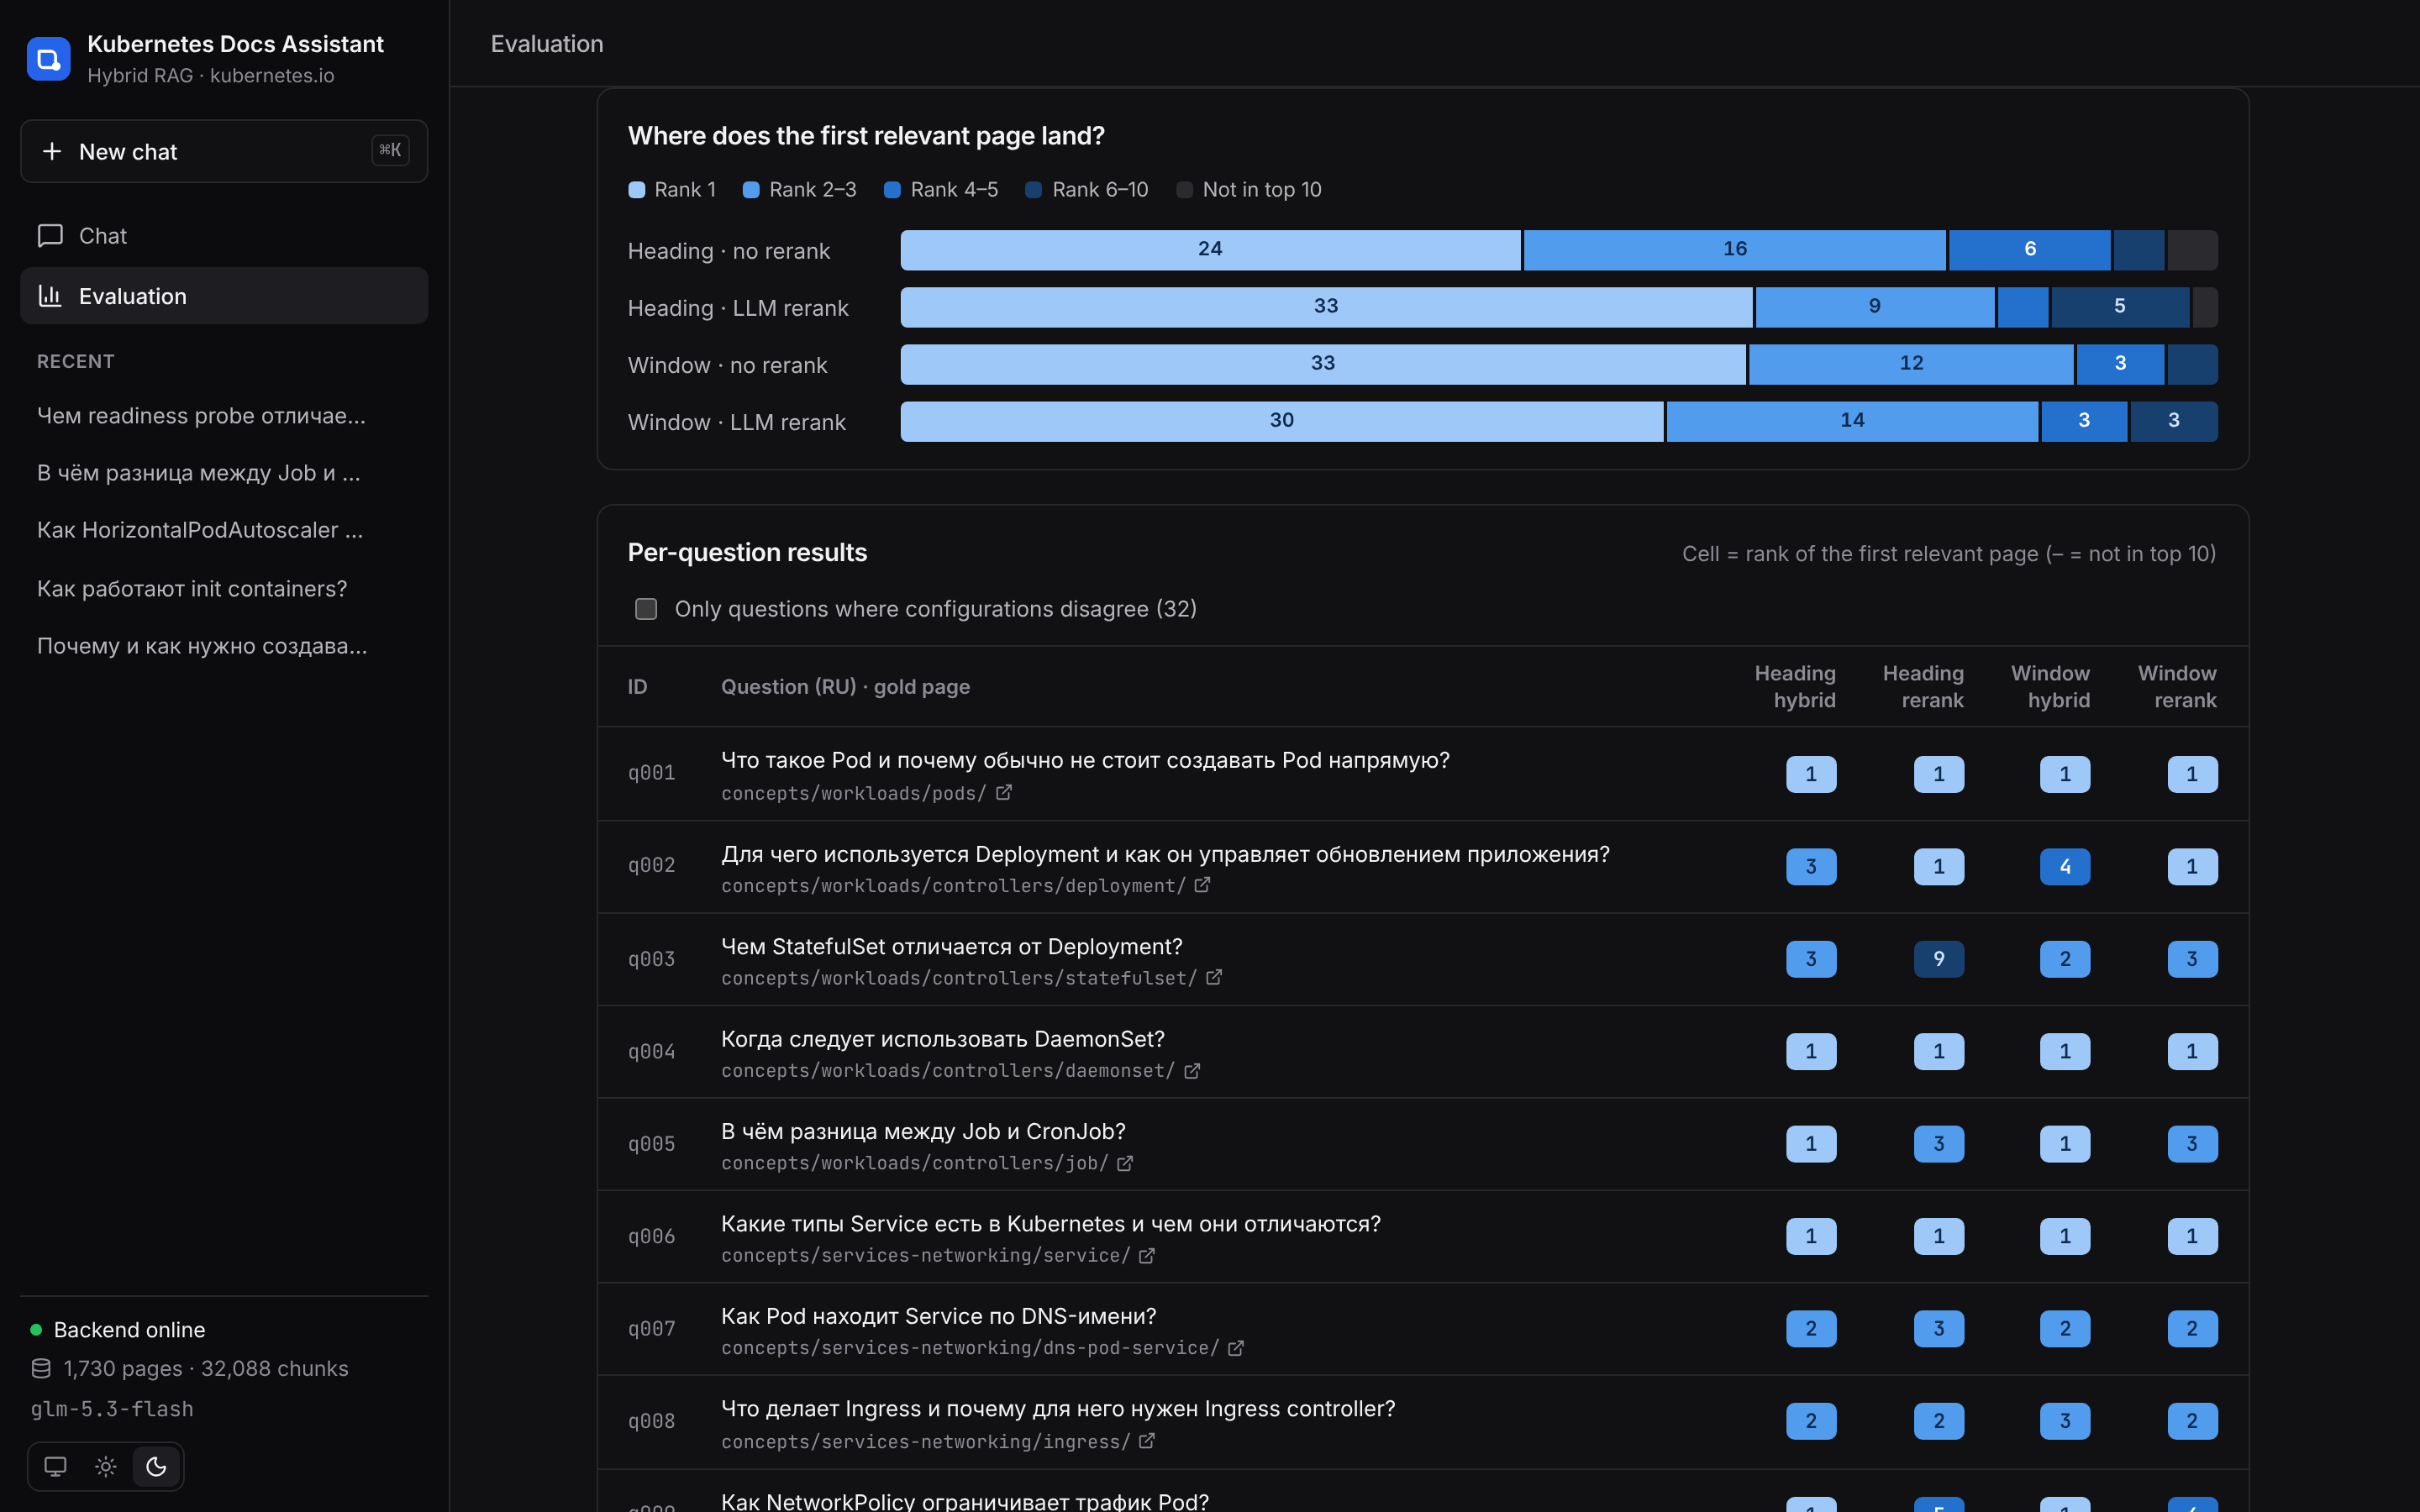 Kubernetes Docs Assistant
Hybrid RAG · kubernetes.io
New chat
⌘K
Chat
Evaluation
RECENT
Чем readiness probe отличае...
В чём разница между Job и ...
Как HorizontalPodAutoscaler ...
Как работают init containers?
Почему и как нужно создава...
Backend online
1,730 pages · 32,088 chunks
glm-5.3-flash
Evaluation
Where does the first relevant page land?
Rank 1
Rank 2–3
Rank 4–5
Rank 6–10
Not in top 10
Heading · no rerank 24 16 6
Heading · LLM rerank 33 9 5
Window · no rerank 33 12 3
Window · LLM rerank 30 14 3 3
Per-question results
Cell = rank of the first relevant page (– = not in top 10)
Only questions where configurations disagree (32)
ID
Question (RU) · gold page
Heading hybrid
Heading rerank
Window hybrid
Window rerank
q001
Что такое Pod и почему обычно не стоит создавать Pod напрямую?
concepts/workloads/pods/
1 1 1 1
q002
Для чего используется Deployment и как он управляет обновлением приложения?
concepts/workloads/controllers/deployment/
3 1 4 1
q003
Чем StatefulSet отличается от Deployment?
concepts/workloads/controllers/statefulset/
3 9 2 3
q004
Когда следует использовать DaemonSet?
concepts/workloads/controllers/daemonset/
1 1 1 1
q005
В чём разница между Job и CronJob?
concepts/workloads/controllers/job/
1 3 1 3
q006
Какие типы Service есть в Kubernetes и чем они отличаются?
concepts/services-networking/service/
1 1 1 1
q007
Как Pod находит Service по DNS-имени?
concepts/services-networking/dns-pod-service/
2 3 2 2
q008
Что делает Ingress и почему для него нужен Ingress controller?
concepts/services-networking/ingress/
2 2 3 2
Как NetworkPolicy ограничивает трафик Pod?